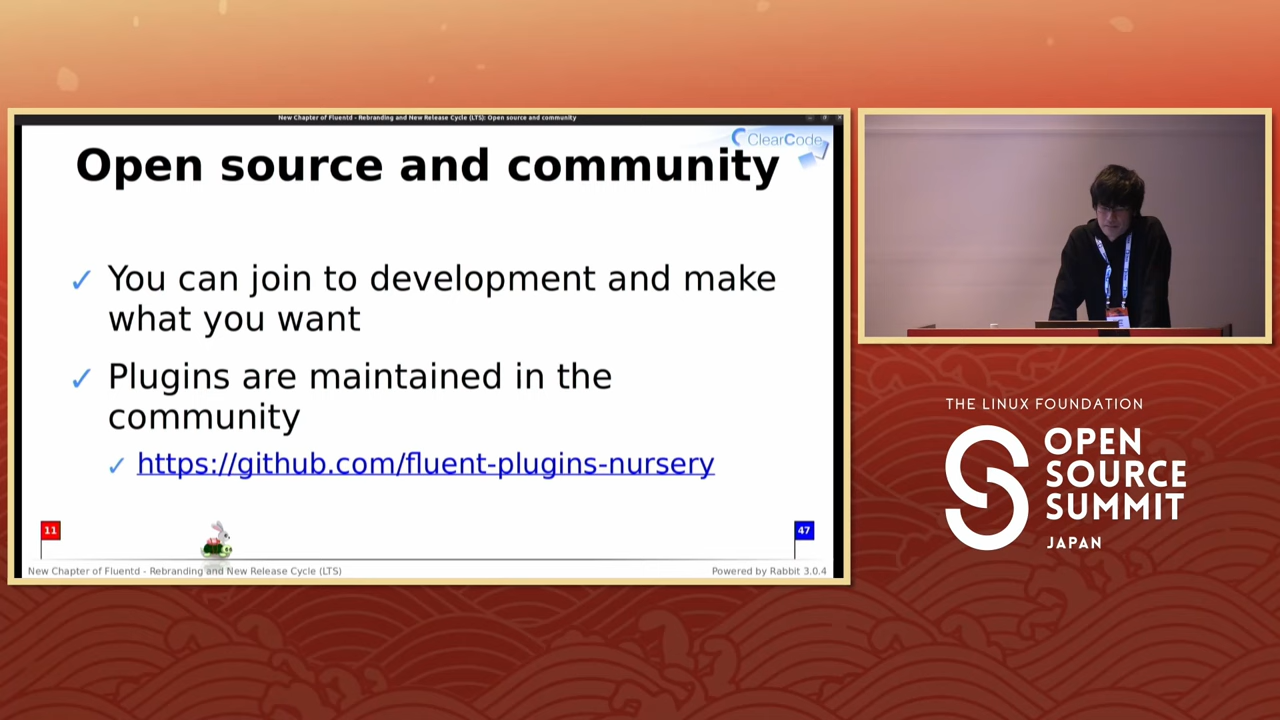 New Chapter of Fluentd - Rebranding and New Release Cycle (LTS): Open source and community
ClearCode
Open source and community
✓ You can join to development and make
what you want
✓ Plugins are maintained in the
community
✓ https://github.com/fluent-plugins-nursery
11
47
New Chapter of Fluentd - Rebranding and New Release Cycle (LTS)
Powered by Rabbit 3.0.4
THE LINUX FOUNDATION
OPEN
SOURCE
SUMMIT
JAPAN